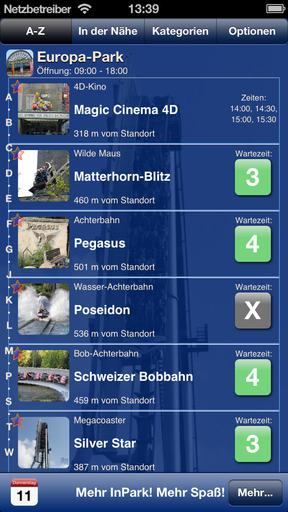 Netzbetreiber 13:39
A-Z In der Nähe Kategorien Optionen
Europa-Park
Öffnung: 09:00 - 18:00
4D-Kino
Magic Cinema 4D
318 m vom Standort
Zeiten:
14:00, 14:30,
15:00, 15:30
Wilde Maus
Matterhorn-Blitz
460 m vom Standort
Wartezeit:
3
Achterbahn
Pegasus
501 m vom Standort
Wartezeit:
4
Wasser-Achterbahn
Poseidon
536 m vom Standort
Wartezeit:
X
Bob-Achterbahn
Schweizer Bobbahn
459 m vom Standort
Wartezeit:
4
Megacoaster
Silver Star
387 m vom Standort
Wartezeit:
3
A
B
C
D
E
F
G
J
K
L
M
P
S
T
W
PEGASUS
Donnerstag
11
Mehr InPark! Mehr Spaß!
Mehr...